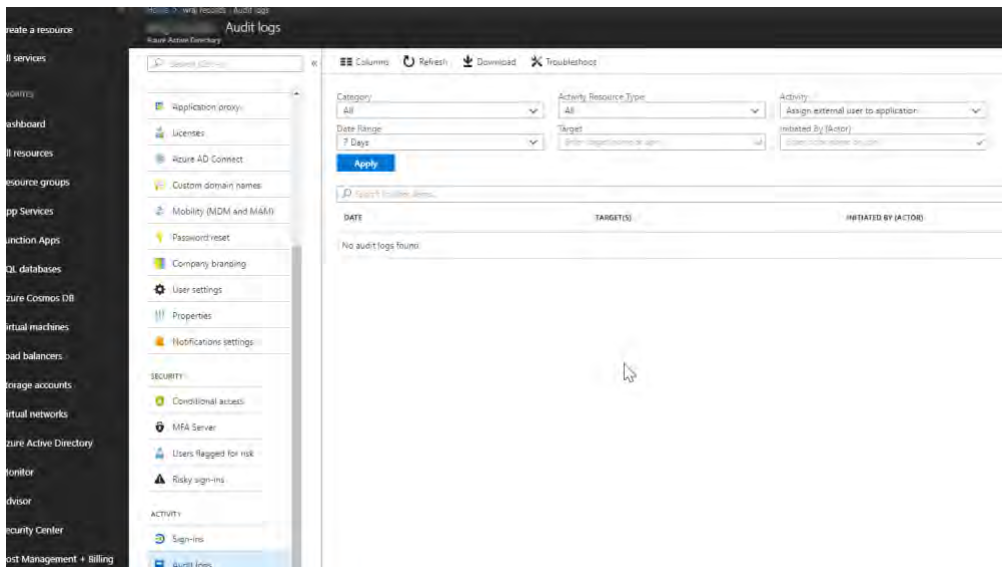 Home > wraj records - Audit logs
Audit logs
Azure Active Directory
reate a resource
ll services
VORITES
ashboard
ll resources
esource groups
pp Services
unction Apps
QL databases
zure Cosmos DB
irtual machines
oad balancers
torage accounts
irtual networks
zure Active Directory
onitor
dvisor
ecurity Center
ost Management + Billing
Application proxy
Licenses
Azure AD Connect
Custom domain names
Mobility (MDM and MAM)
Password reset
Company branding
User settings
Properties
Notifications settings
SECURITY
Conditional access
MFA Server
Users flagged for risk
Risky sign-ins
ACTIVITY
Sign-ins
Audit logs
Columns Refresh Download Troubleshoot
Category Activity Resource Type Activity
All All Assign external user to application
Date Range Target Initiated By (Actor)
7 Days
Apply
DATE TARGET(S) INITIATED BY (ACTOR)
No audit logs found